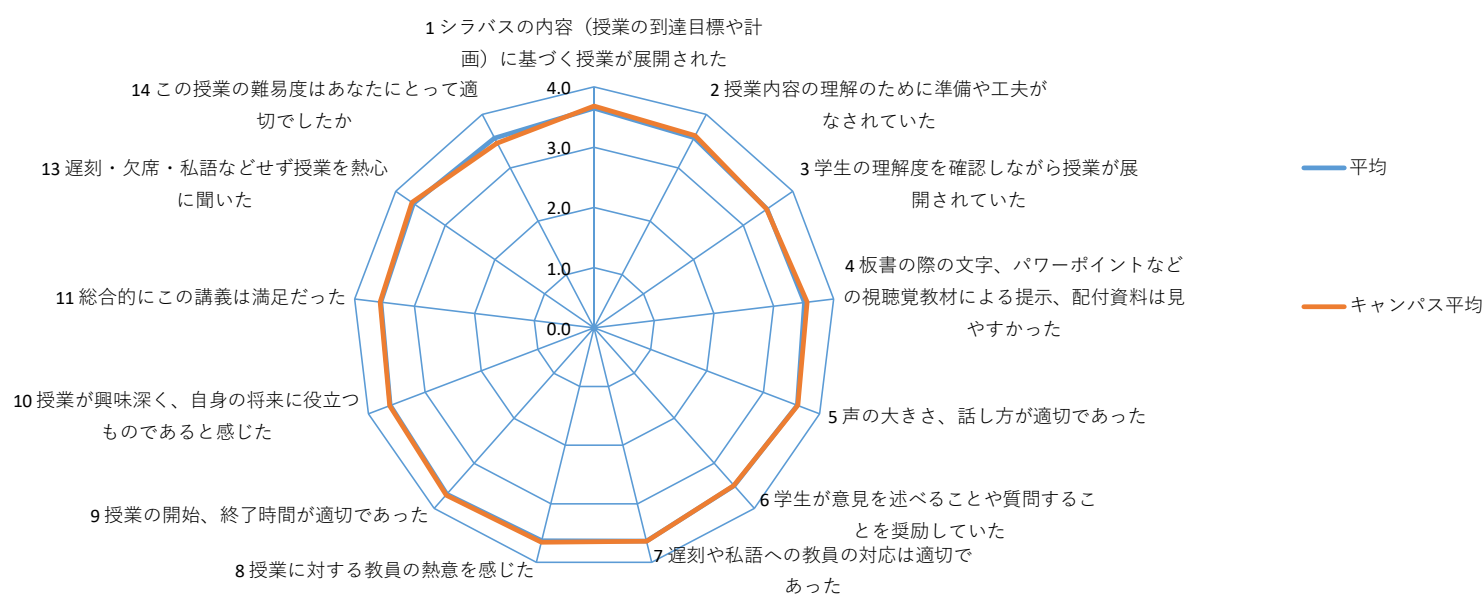 1 シラバスの内容（授業の到達目標や計
画）に基づく授業が展開された
2 授業内容の理解のために準備や工夫が
なされていた
3 学生の理解度を確認しながら授業が展
開されていた
4 板書の際の文字、パワーポイントなど
の視聴覚教材による提示、配付資料は見
やすかった
5 声の大きさ、話し方が適切であった
6 学生が意見を述べることや質問するこ
とを奨励していた
7 遅刻や私語への教員の対応は適切で
あった
8 授業に対する教員の熱意を感じた
9 授業の開始、終了時間が適切であった
10 授業が興味深く、自身の将来に役立つ
ものであると感じた
11 総合的にこの講義は満足だった
13 遅刻・欠席・私語などせず授業を熱心
に聞いた
14 この授業の難易度はあなたにとって適
切でしたか
4.0
3.0
2.0
1.0
0.0
平均
キャンパス平均